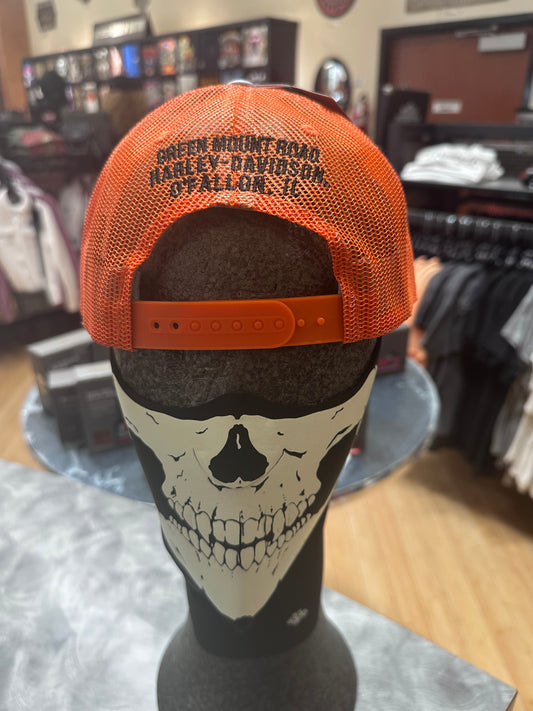 GREEN MOUNT ROAD
HARLEY-DAVIDSON.
O'FALLON, IL